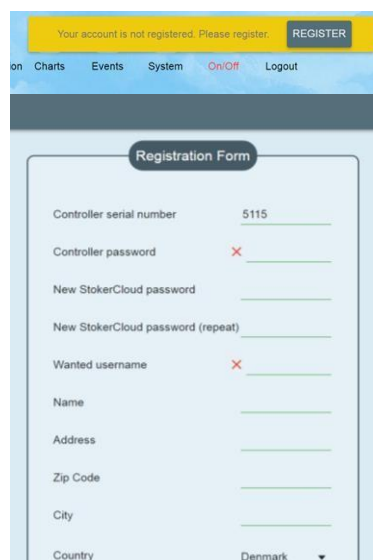 Your account is not registered. Please register. REGISTER
on Charts Events System On/Off Logout
Registration Form
Controller serial number 5115
Controller password
New StokerCloud password
New StokerCloud password (repeat)
Wanted username
Name
Address
Zip Code
City
Country Denmark